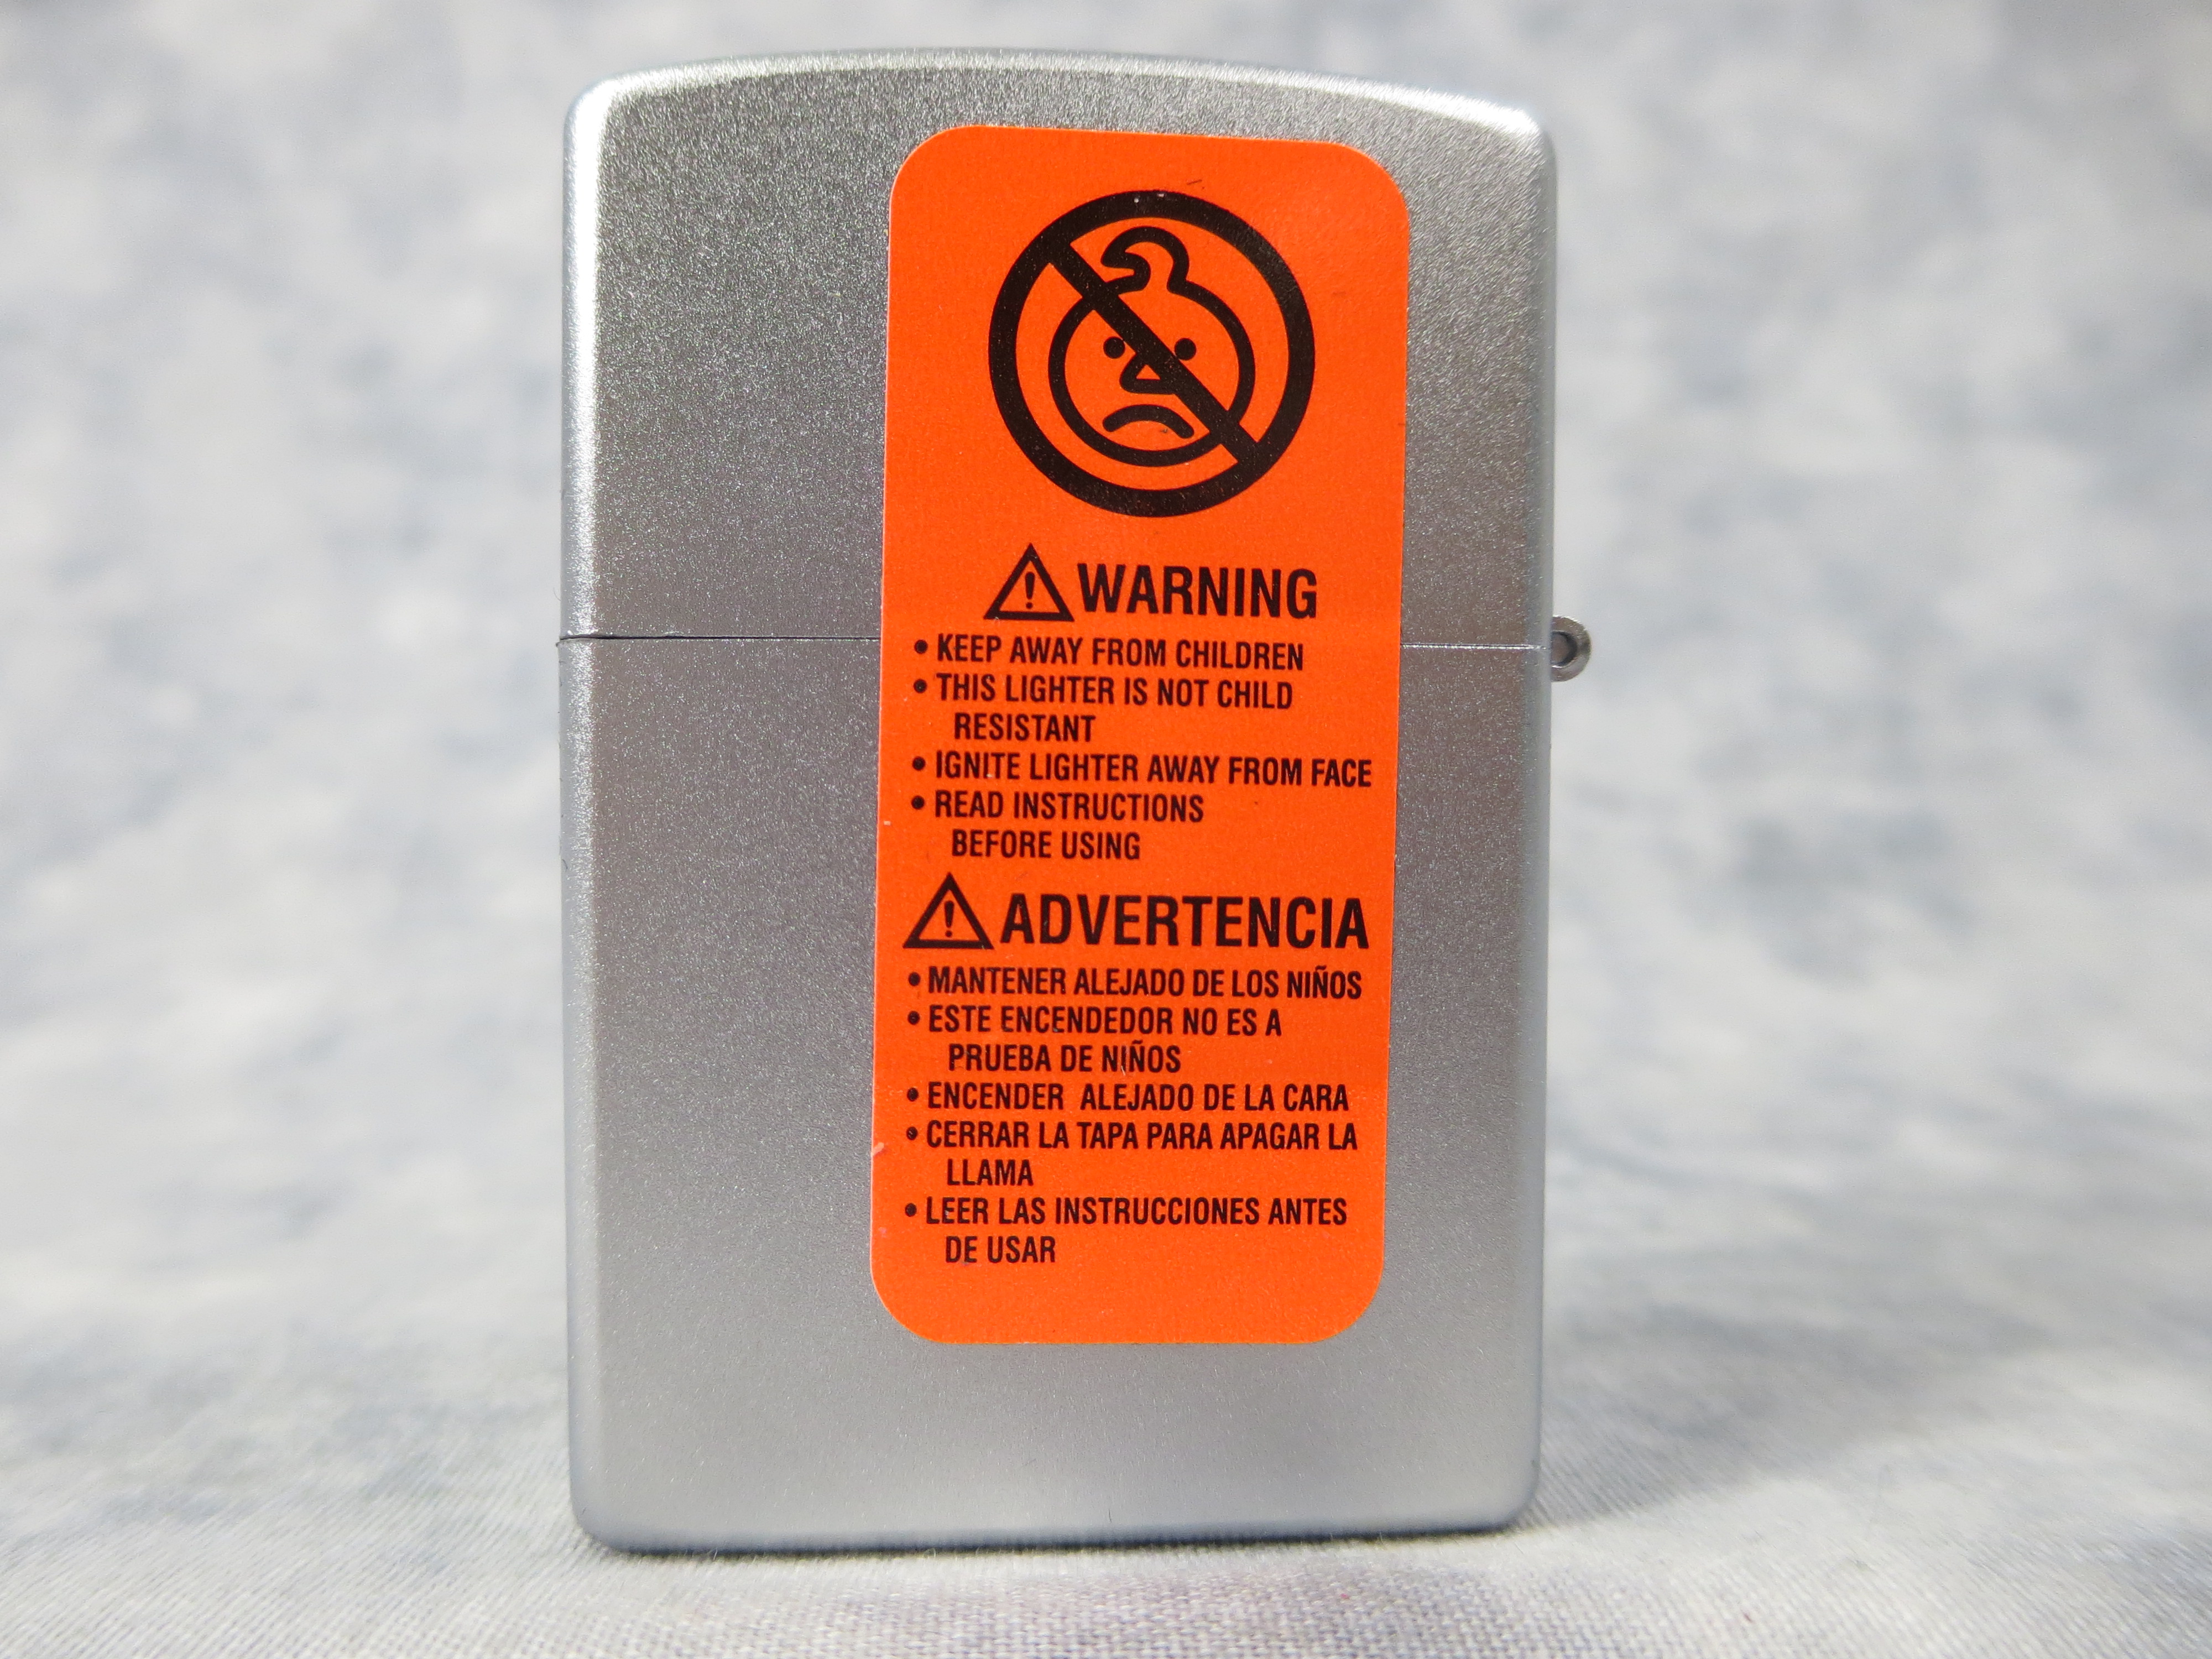 WARNING
• KEEP AWAY FROM CHILDREN
• THIS LIGHTER IS NOT CHILD
RESISTANT
• IGNITE LIGHTER AWAY FROM FACE
• READ INSTRUCTIONS
BEFORE USING
ADVERTENCIA
• MANTENER ALEJADO DE LOS NIÑOS
• ESTE ENCENDEDOR NO ES A
PRUEBA DE NIÑOS
• ENCENDER ALEJADO DE LA CARA
• CERRAR LA TAPA PARA APAGAR LA
LLAMA
• LEER LAS INSTRUCCIONES ANTES
DE USAR